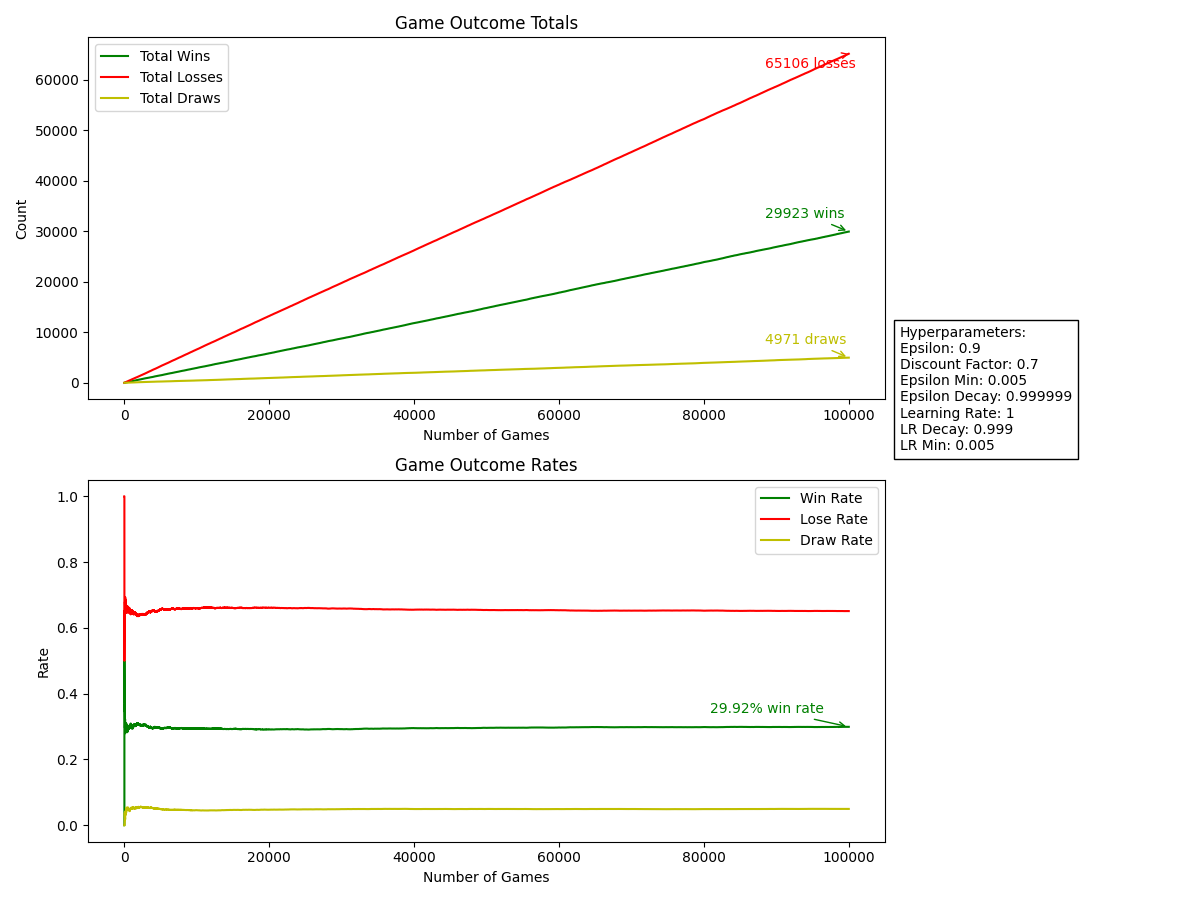 Game Outcome Totals
Total Wins
Total Losses
Total Draws
65106 losses
29923 wins
4971 draws
Count
60000
50000
40000
30000
20000
10000
0
0 20000 40000 60000 80000 100000
Number of Games
Hyperparameters:
Epsilon: 0.9
Discount Factor: 0.7
Epsilon Min: 0.005
Epsilon Decay: 0.999999
Learning Rate: 1
LR Decay: 0.999
LR Min: 0.005
Game Outcome Rates
Win Rate
Lose Rate
Draw Rate
29.92% win rate
Rate
1.0
0.8
0.6
0.4
0.2
0.0
0 20000 40000 60000 80000 100000
Number of Games